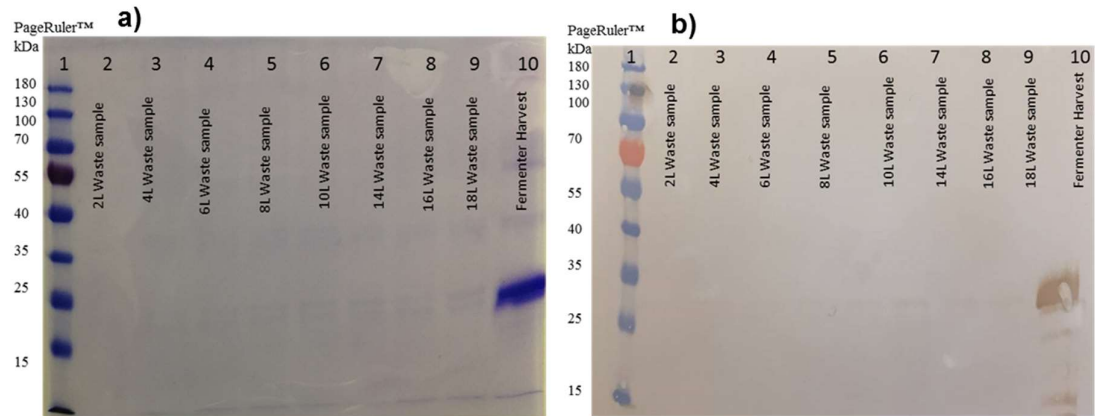 a)
PageRuler™
kDa
1 2 3 4 5 6 7 8 9 10
180
130
100
70
55
40
35
25
15
2L Waste sample
4L Waste sample
6L Waste sample
8L Waste sample
10L Waste sample
14L Waste sample
16L Waste sample
18L Waste sample
Fermenter Harvest
b)
PageRuler™
kDa
1 2 3 4 5 6 7 8 9 10
180
130
100
70
55
40
35
25
15
2L Waste sample
4L Waste sample
6L Waste sample
8L Waste sample
10L Waste sample
14L Waste sample
16L Waste sample
18L Waste sample
Fermenter Harvest